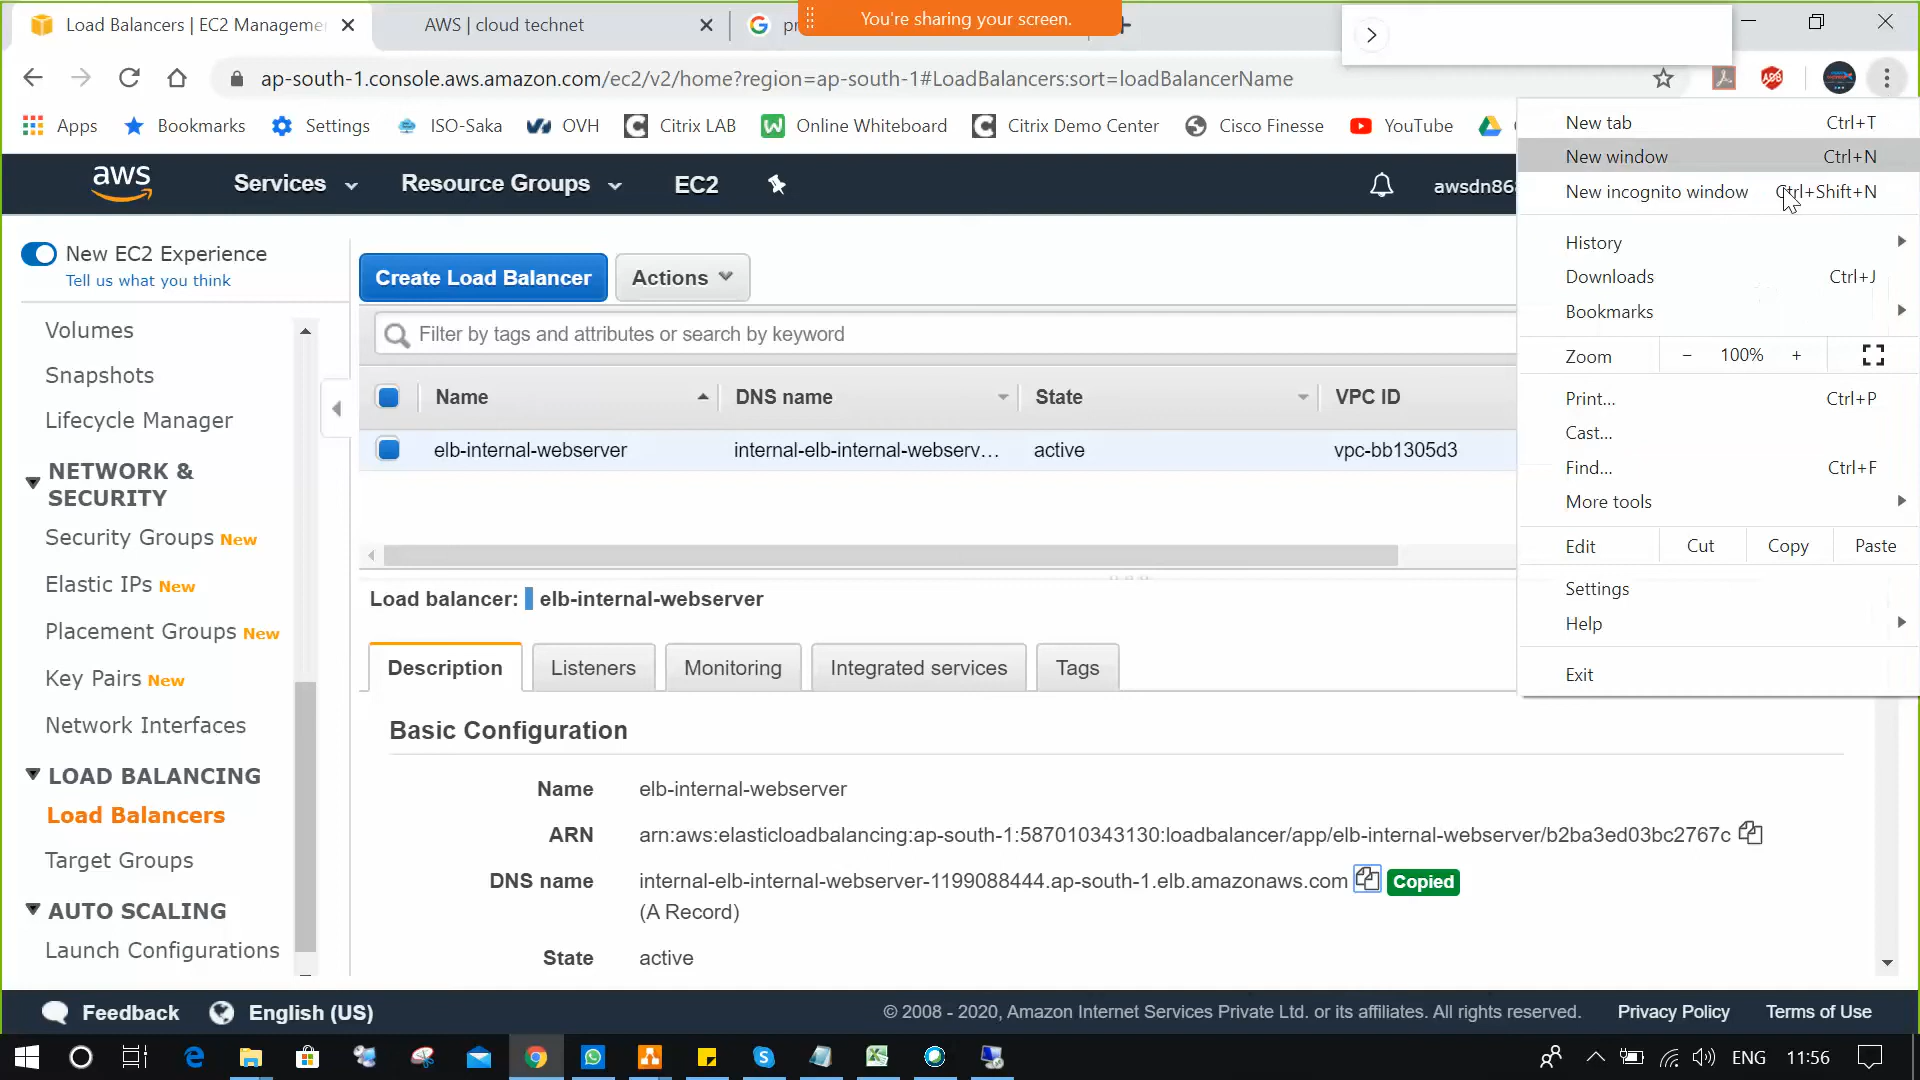 Load Balancers | EC2 Manageme
AWS | cloud technet
You're sharing your screen.
ap-south-1.console.aws.amazon.com/ec2/v2/home?region=ap-south-1#LoadBalancers:sort=loadBalancerName
Apps
Bookmarks
Settings
ISO-Saka
OVH
Citrix LAB
Online Whiteboard
Citrix Demo Center
Cisco Finesse
YouTube
New tab Ctrl+T
New window Ctrl+N
New incognito window Ctrl+Shift+N
History
Downloads Ctrl+J
Bookmarks
Zoom - 100% +
Print... Ctrl+P
Cast...
Find... Ctrl+F
More tools
Edit Cut Copy Paste
Settings
Help
Exit
aws Services Resource Groups EC2 awsdn86
New EC2 Experience
Tell us what you think
Volumes
Snapshots
Lifecycle Manager
NETWORK &
SECURITY
Security Groups New
Elastic IPs New
Placement Groups New
Key Pairs New
Network Interfaces
LOAD BALANCING
Load Balancers
Target Groups
AUTO SCALING
Launch Configurations
Create Load Balancer Actions
Filter by tags and attributes or search by keyword
Name DNS name State VPC ID
elb-internal-webserver internal-elb-internal-webserv... active vpc-bb1305d3
Load balancer: elb-internal-webserver
Description Listeners Monitoring Integrated services Tags
Basic Configuration
Name elb-internal-webserver
ARN arn:aws:elasticloadbalancing:ap-south-1:587010343130:loadbalancer/app/elb-internal-webserver/b2ba3ed03bc2767c
DNS name internal-elb-internal-webserver-1199088444.ap-south-1.elb.amazonaws.com Copied
(A Record)
State active
Feedback English (US)
© 2008 - 2020, Amazon Internet Services Private Ltd. or its affiliates. All rights reserved. Privacy Policy Terms of Use
ENG 11:56